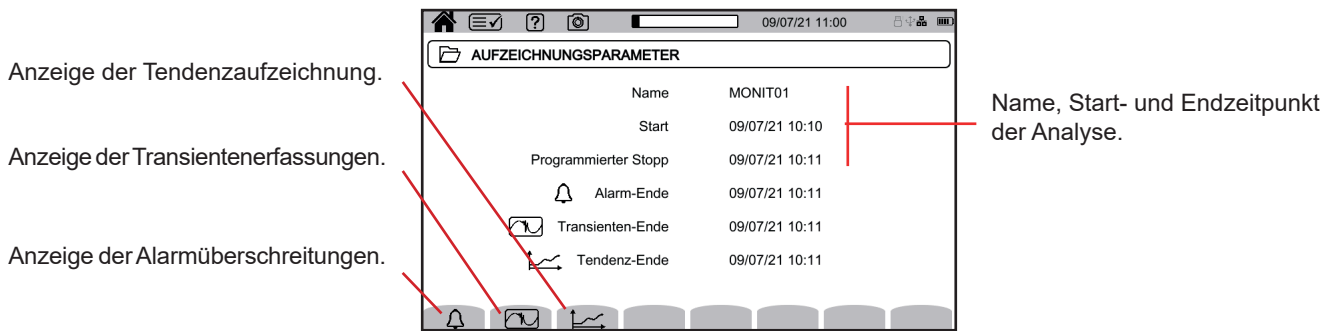 09/07/21 11:00
AUFZEICHNUNGSPARAMETER
Anzeige der Tendenzaufzeichnung.
Name MONIT01
Start 09/07/21 10:10
Name, Start- und Endzeitpunkt
der Analyse.
Anzeige der Transientenerfassungen.
Programmierter Stopp 09/07/21 10:11
Alarm-Ende 09/07/21 10:11
Transienten-Ende 09/07/21 10:11
Anzeige der Alarmüberschreitungen.
Tendenz-Ende 09/07/21 10:11